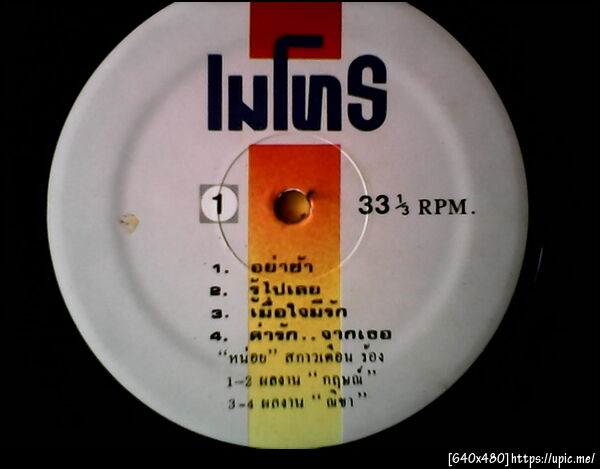 ไมโทร
1
33 ⅓ RPM.
1. อย่าช้า
2. รู้ไปเลย
3. เมื่อใจมีรัก
4. ค่ารัก..จากเธอ
"หน่อย" สกาวเดือน ร้อง
1-2 ผลงาน "กฤษณ์"
3-4 ผลงาน "ณิชา"
[640x480]https://upic.me/